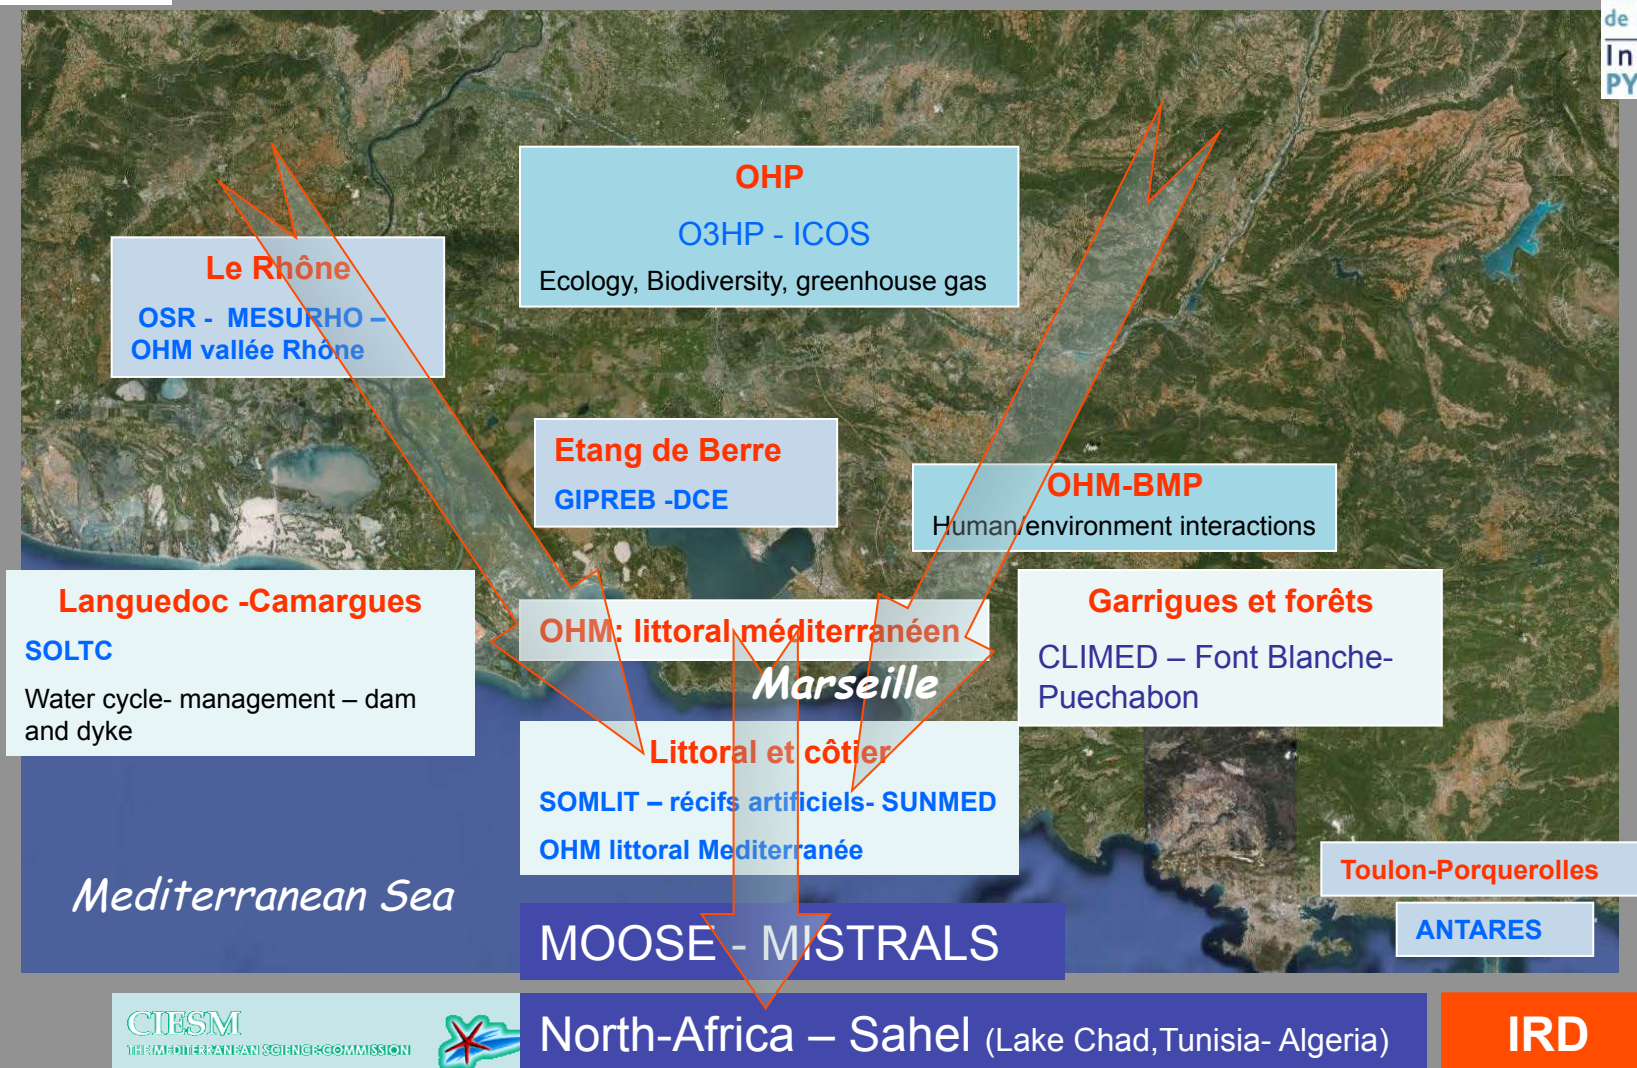 de
In
PY
OHP
O3HP - ICOS
Ecology, Biodiversity, greenhouse gas
Le Rhône
OSR - MESURHO –
OHM vallée Rhône
Etang de Berre
GIPREB -DCE
OHM-BMP
Human/environment interactions
Languedoc -Camargues
SOLTC
Water cycle- management – dam
and dyke
OHM: littoral méditerranéen
Marseille
Garrigues et forêts
CLIMED – Font Blanche-
Puechabon
Littoral et côtier
SOMLIT – récifs artificiels- SUNMED
OHM littoral Mediterranée
Mediterranean Sea
Toulon-Porquerolles
ANTARES
MOOSE - MISTRALS
CIESM
THE MEDITERRANEAN SCIENCE COMMISSION
North-Africa – Sahel (Lake Chad,Tunisia- Algeria)
IRD